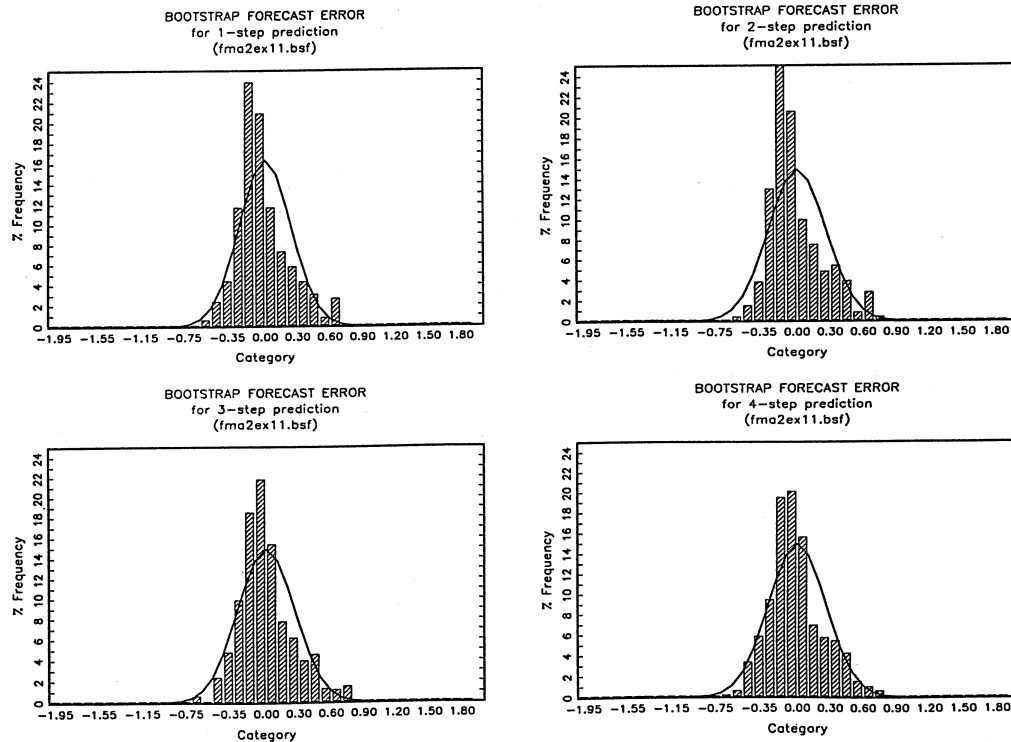 BOOTSTRAP FORECAST ERROR
for 1-step prediction
(fma2ex11.bsf)
% Frequency
24
22
20
18
16
14
12
10
8
6
4
2
0
-1.95 -1.55 -1.15 -0.75 -0.35 0.00 0.30 0.60 0.90 1.20 1.50 1.80
Category
BOOTSTRAP FORECAST ERROR
for 2-step prediction
(fma2ex11.bsf)
% Frequency
24
22
20
18
16
14
12
10
8
6
4
2
0
-1.95 -1.55 -1.15 -0.75 -0.35 0.00 0.30 0.60 0.90 1.20 1.50 1.80
Category
BOOTSTRAP FORECAST ERROR
for 3-step prediction
(fma2ex11.bsf)
% Frequency
24
22
20
18
16
14
12
10
8
6
4
2
0
-1.95 -1.55 -1.15 -0.75 -0.35 0.00 0.30 0.60 0.90 1.20 1.50 1.80
Category
BOOTSTRAP FORECAST ERROR
for 4-step prediction
(fma2ex11.bsf)
% Frequency
24
22
20
18
16
14
12
10
8
6
4
2
0
-1.95 -1.55 -1.15 -0.75 -0.35 0.00 0.30 0.60 0.90 1.20 1.50 1.80
Category